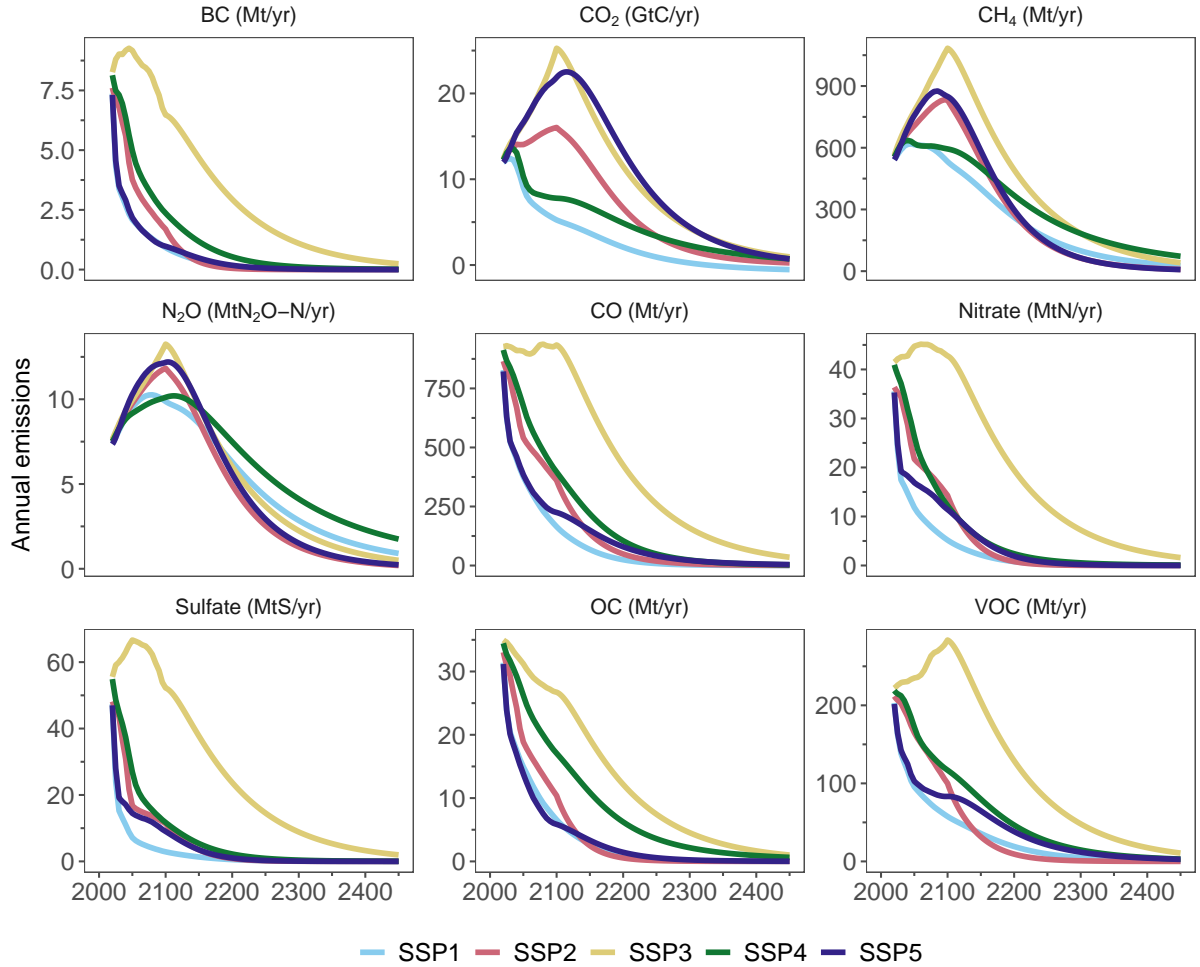 BC (Mt/yr)
CO₂ (GtC/yr)
CH₄ (Mt/yr)
7.5
5.0
2.5
0.0
20
10
0
900
600
300
0
N₂O (MtN₂O−N/yr)
CO (Mt/yr)
Nitrate (MtN)
Annual emissions
10
5
0
750
500
250
0
40
30
20
10
0
Sulfate (MtS/yr)
OC (Mt/yr)
VOC (Mt/yr)
60
40
20
0
30
20
10
0
200
100
0
2000 2100 2200 2300 2400
2000 2100 2200 2300 2400
2000 2100 2200 2300 2400
SSP1 SSP2 SSP3 SSP4 SSP5